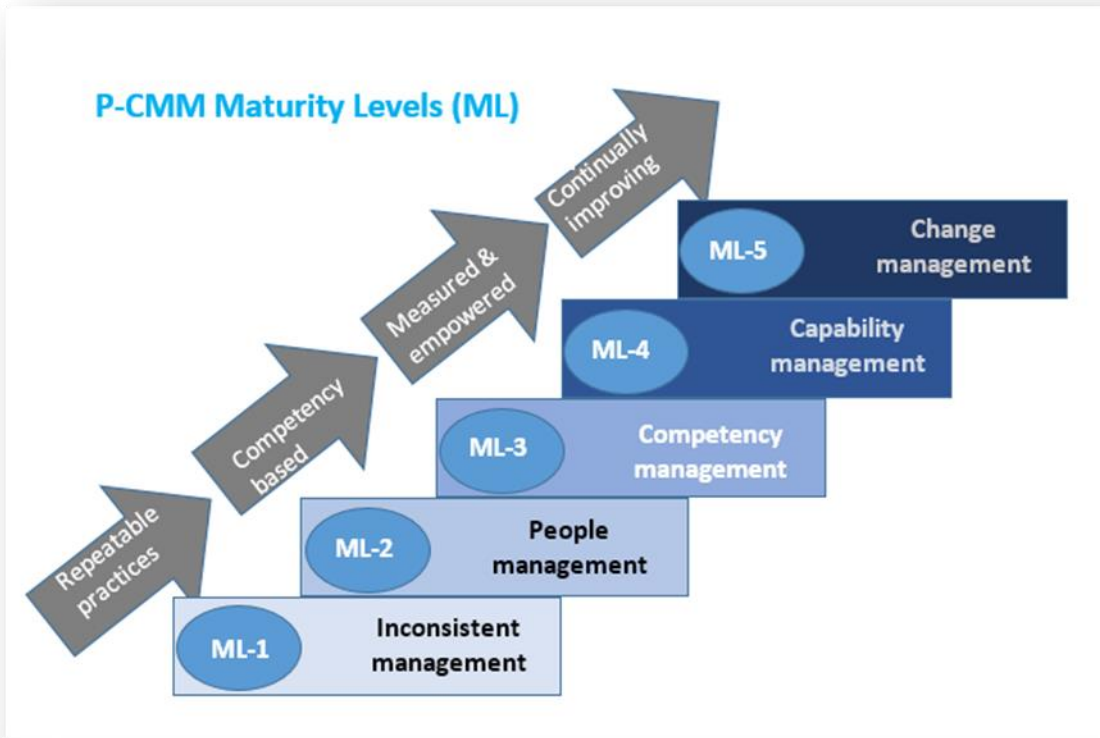 P-CMM Maturity Levels (ML)
Continually
improving
ML-5
Change
management
Measured &
empowered
ML-4
Capability
management
Competency
based
ML-3
Competency
management
Repeatable
practices
ML-2
People
management
ML-1
Inconsistent
management